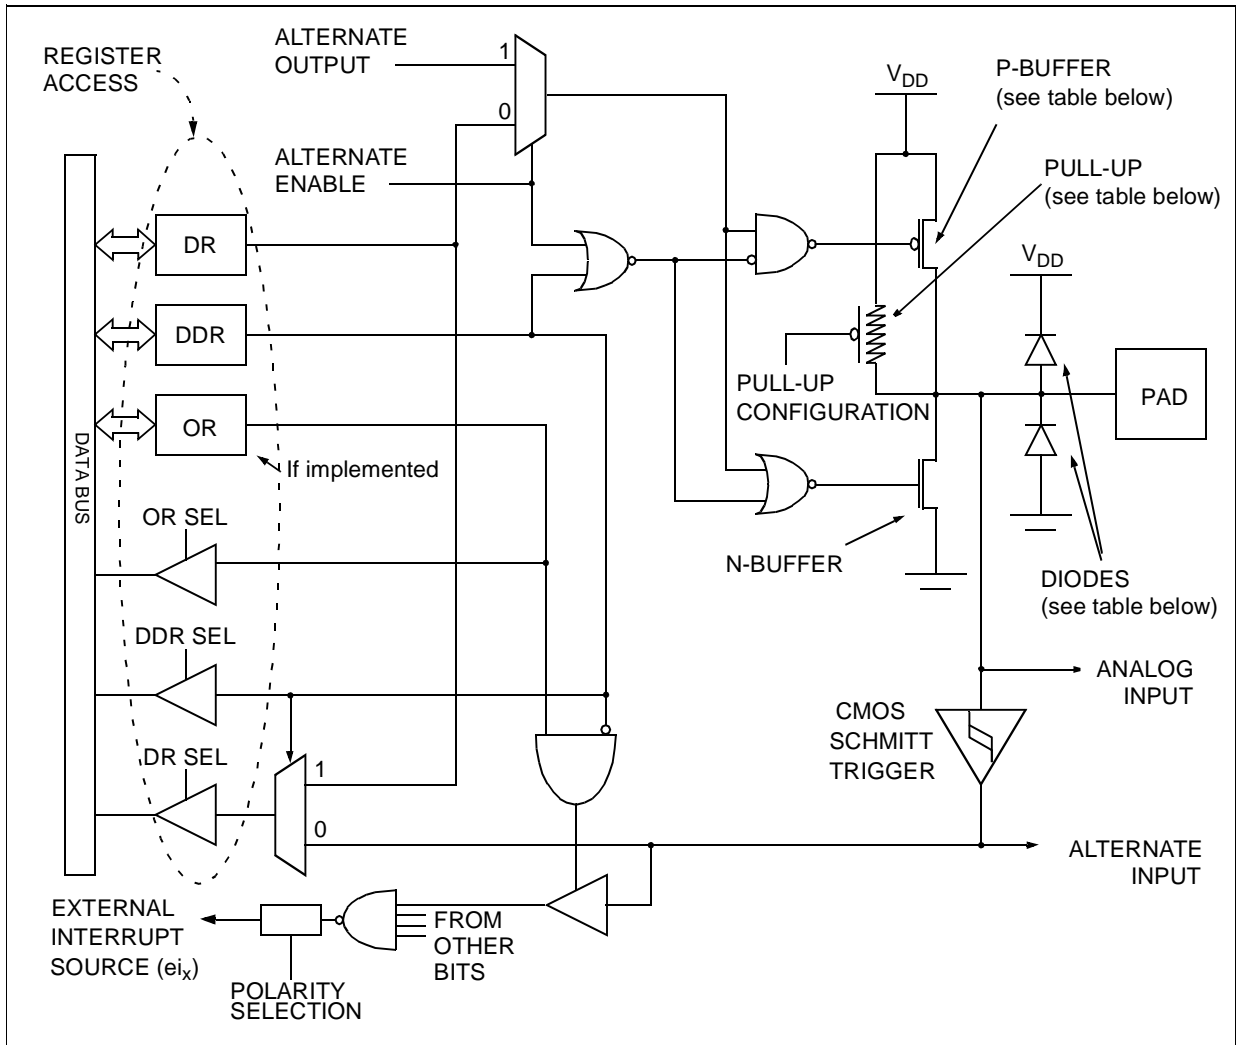 REGISTER
ACCESS
ALTERNATE
OUTPUT
1
0
ALTERNATE
ENABLE
VDD
P-BUFFER
(see table below)
PULL-UP
(see table below)
DR
DDR
OR
If implemented
DATA BUS
VDD
PULL-UP
CONFIGURATION
PAD
OR SEL
N-BUFFER
DIODES
(see table below)
DDR SEL
ANALOG
INPUT
CMOS
SCHMITT
TRIGGER
DR SEL
1
0
ALTERNATE
INPUT
EXTERNAL
INTERRUPT
SOURCE (eix)
FROM
OTHER
BITS
POLARITY
SELECTION